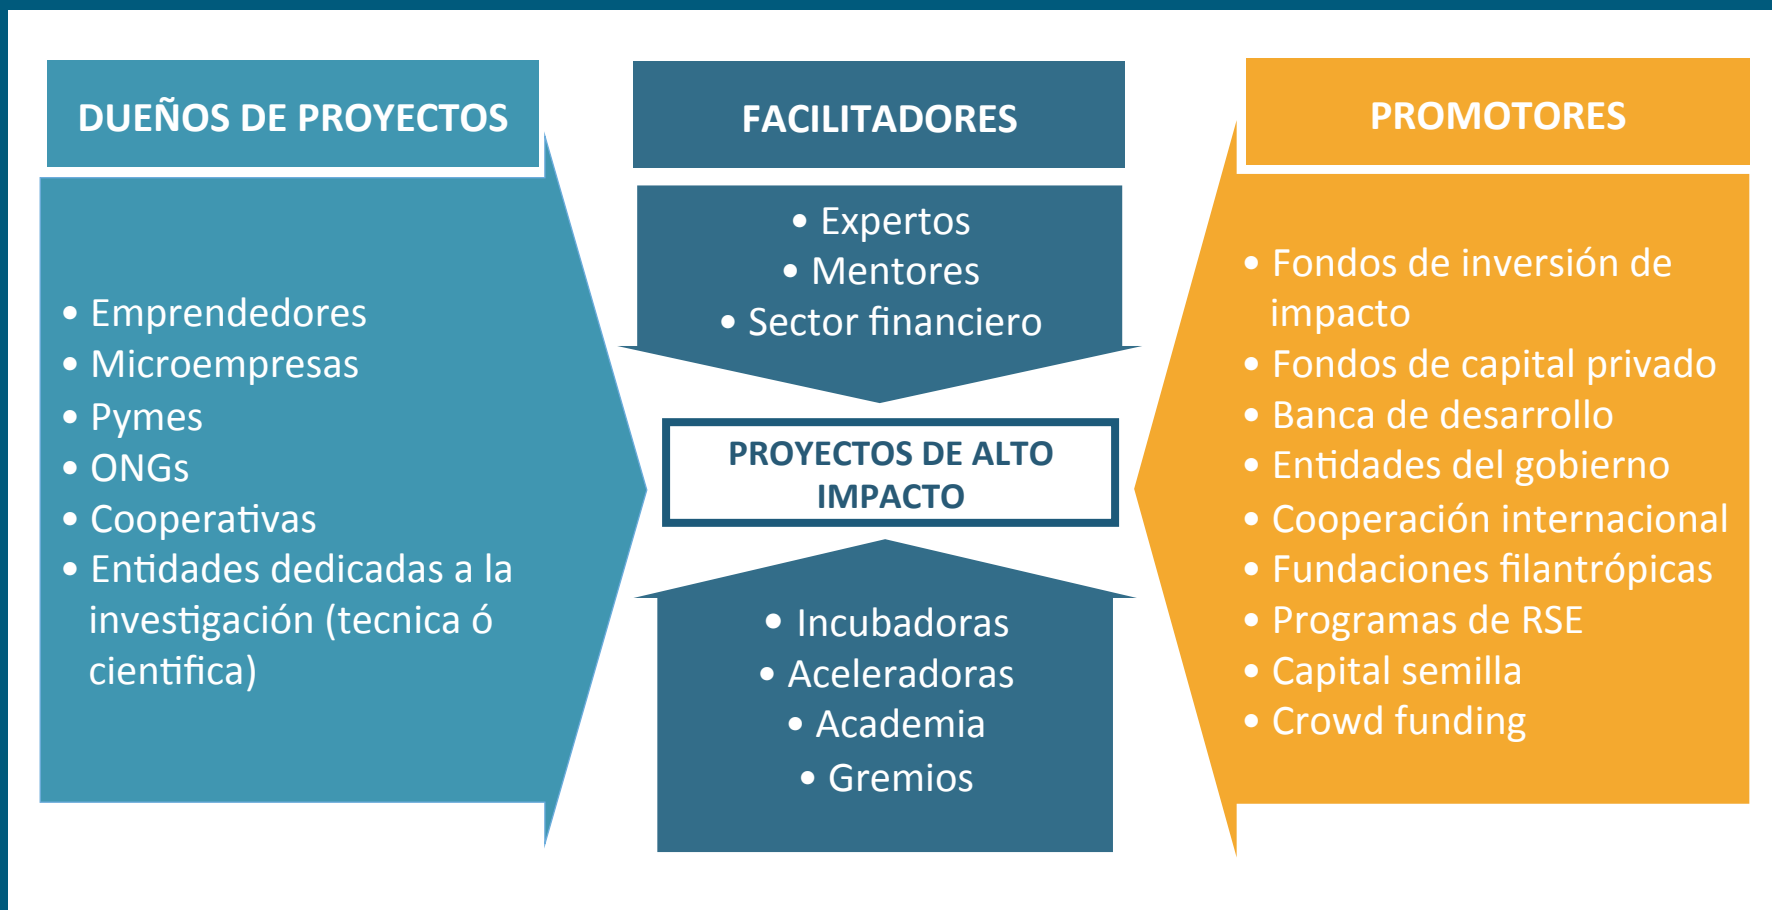 DUEÑOS DE PROYECTOS
• Emprendedores
• Microempresas
• Pymes
• ONGs
• Cooperativas
• Entidades dedicadas a la
investigación (tecnica ó
cientifica)
FACILITADORES
• Expertos
• Mentores
• Sector financiero
PROYECTOS DE ALTO
IMPACTO
• Incubadoras
• Aceleradoras
• Academia
• Gremios
PROMOTORES
• Fondos de inversión de
impacto
• Fondos de capital privado
• Banca de desarrollo
• Entidades del gobierno
• Cooperación internacional
• Fundaciones filantrópicas
• Programas de RSE
• Capital semilla
• Crowd funding